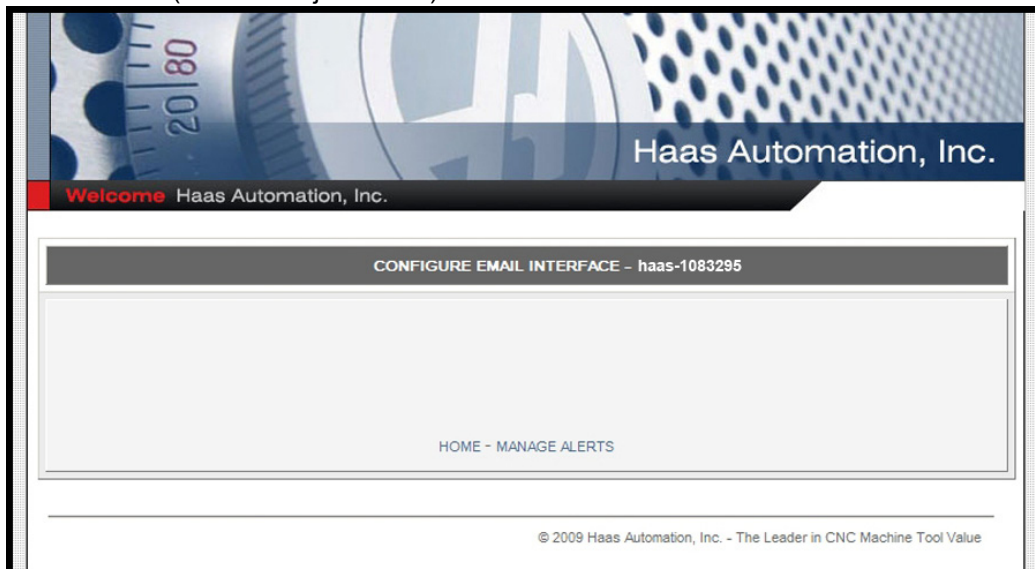 80
20
Haas Automation, Inc.
Welcome Haas Automation, Inc.
CONFIGURE EMAIL INTERFACE – haas-1083295
HOME - MANAGE ALERTS
© 2009 Haas Automation, Inc. - The Leader in CNC Machine Tool Value